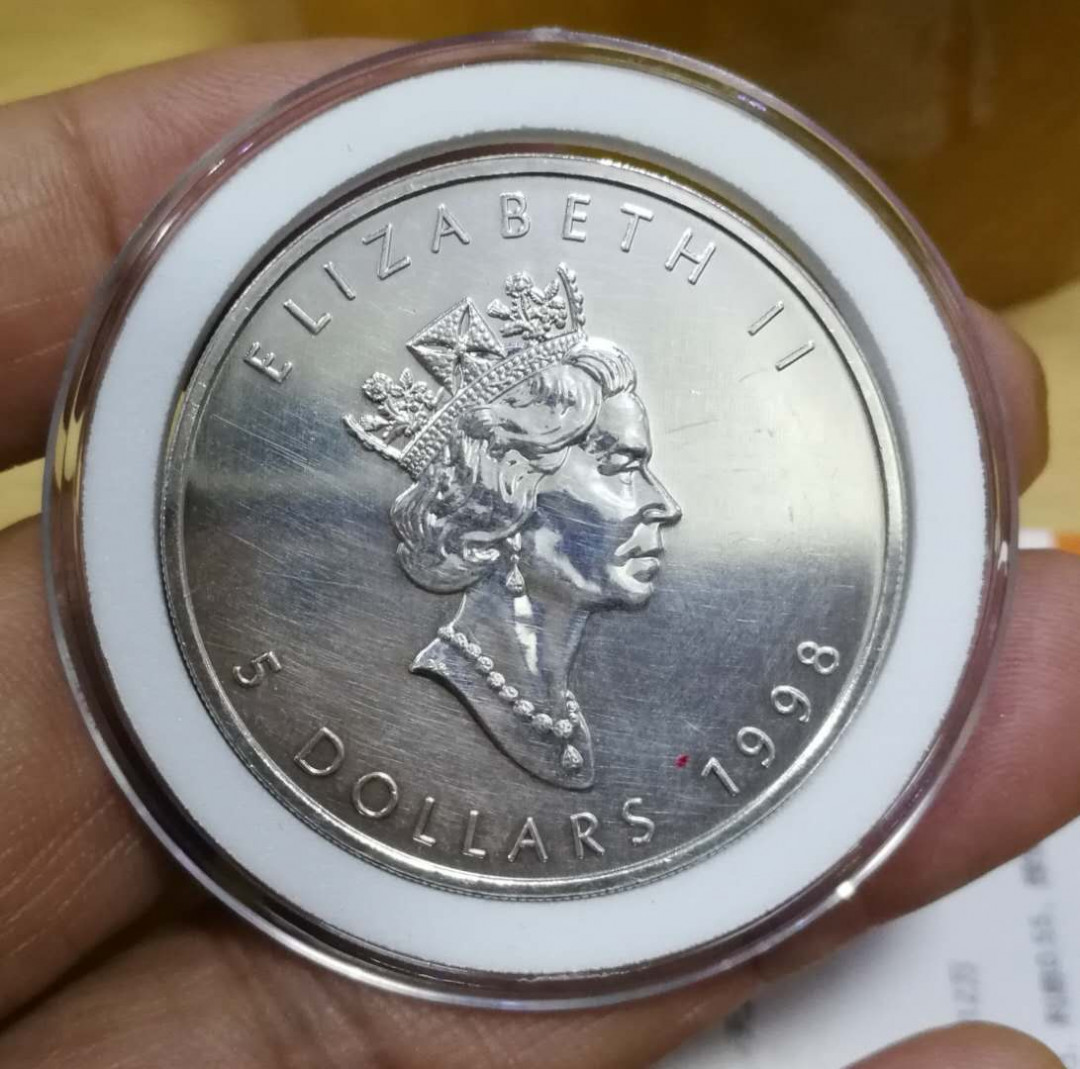 ELIZABETH II
5 DOLLARS 1998